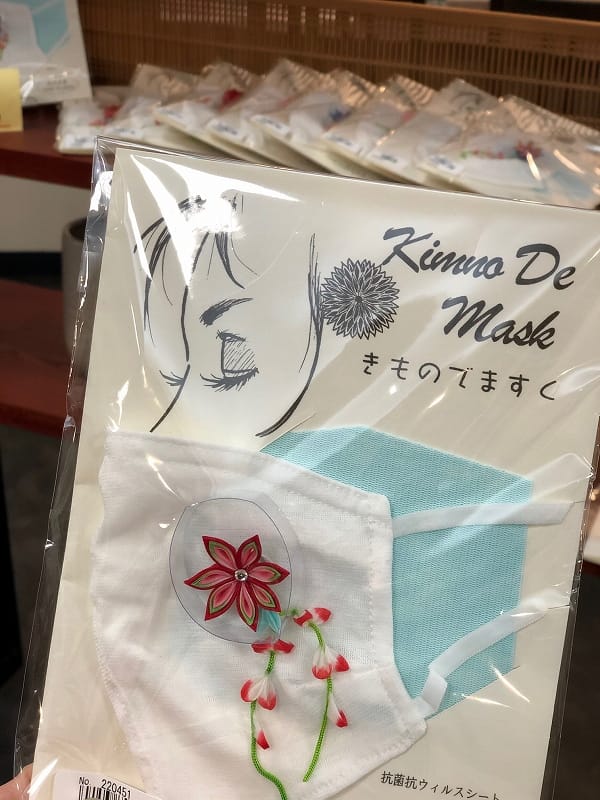 Kimno De
Mask
きものでますく
抗菌抗ウィルスシート
No. 220451